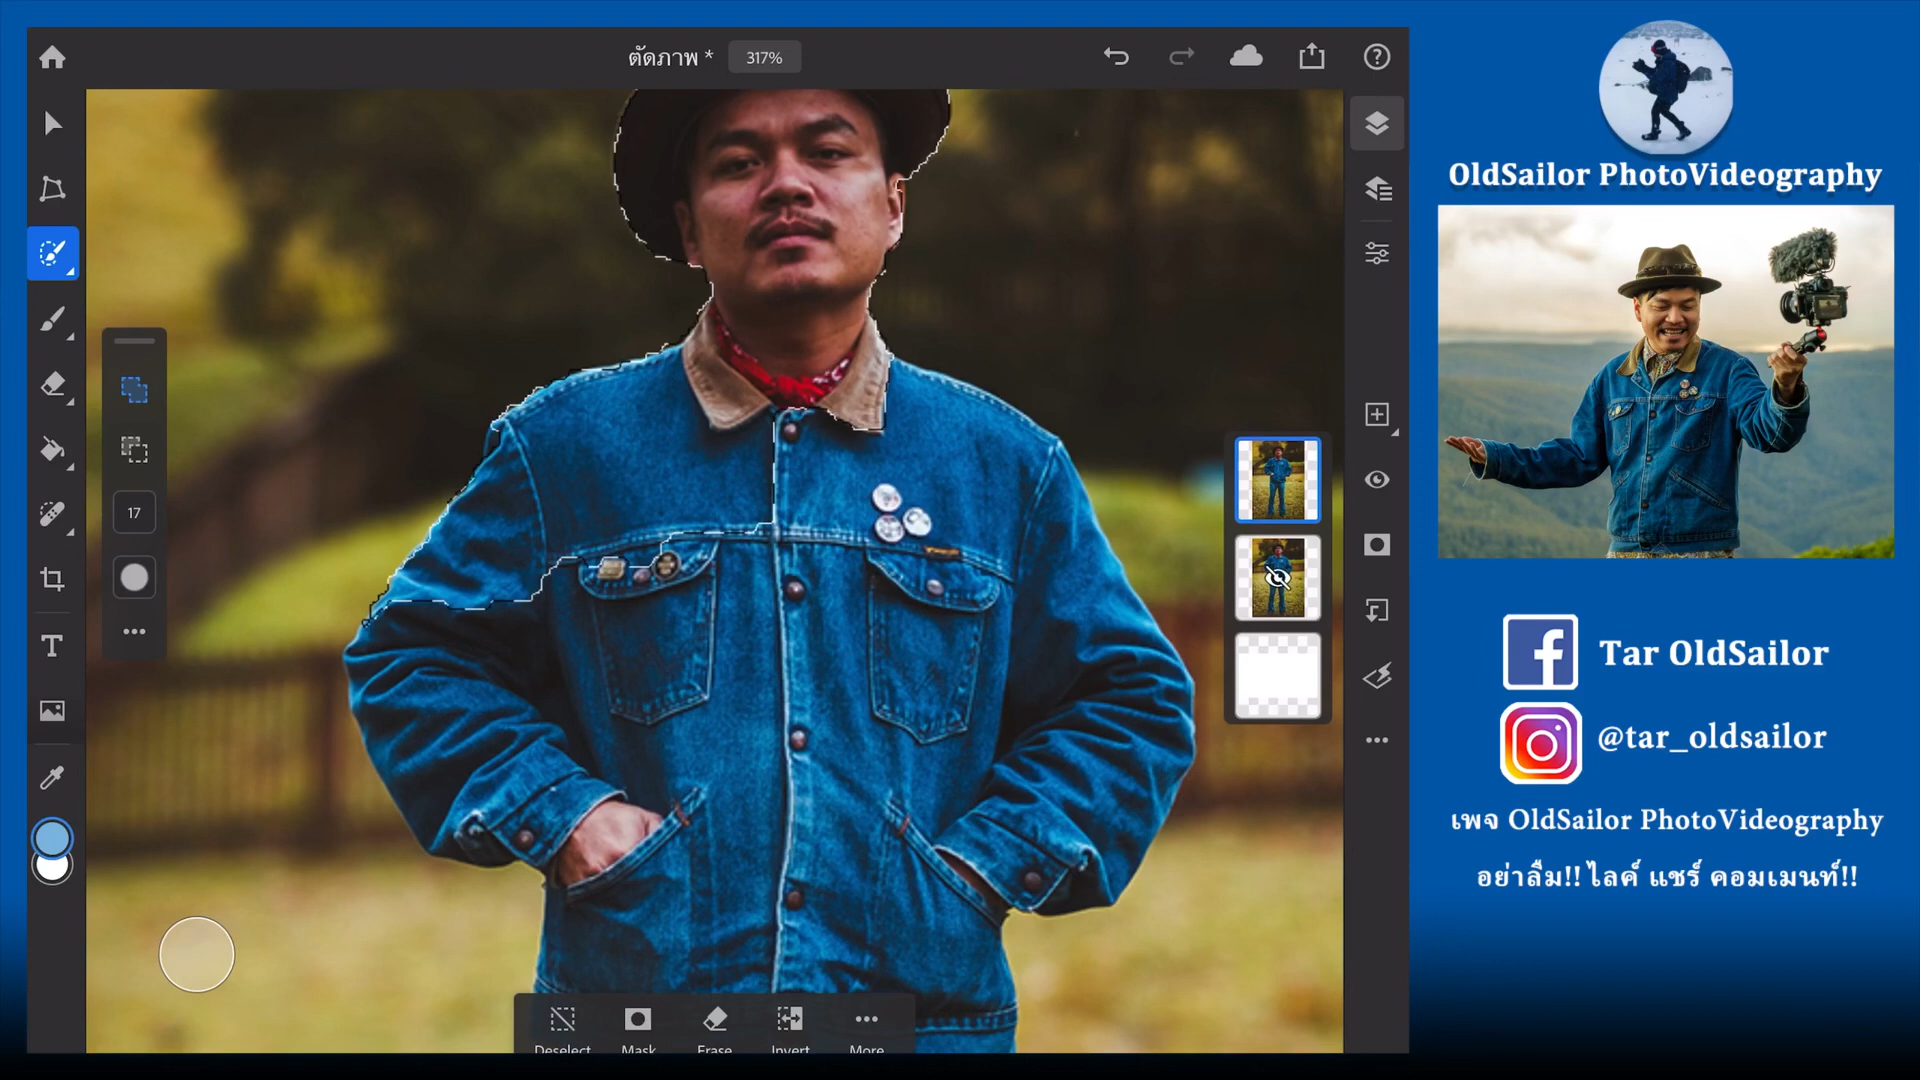 ตัดภาพ *
317%
17
T
Deselect
Mask
Erase
Invert
More
OldSailor PhotoVideography
Tar OldSailor
@tar_oldsailor
เพจ OldSailor PhotoVideography
อย่าลืม!! ไลค์ แชร์ คอมเมนท์!!